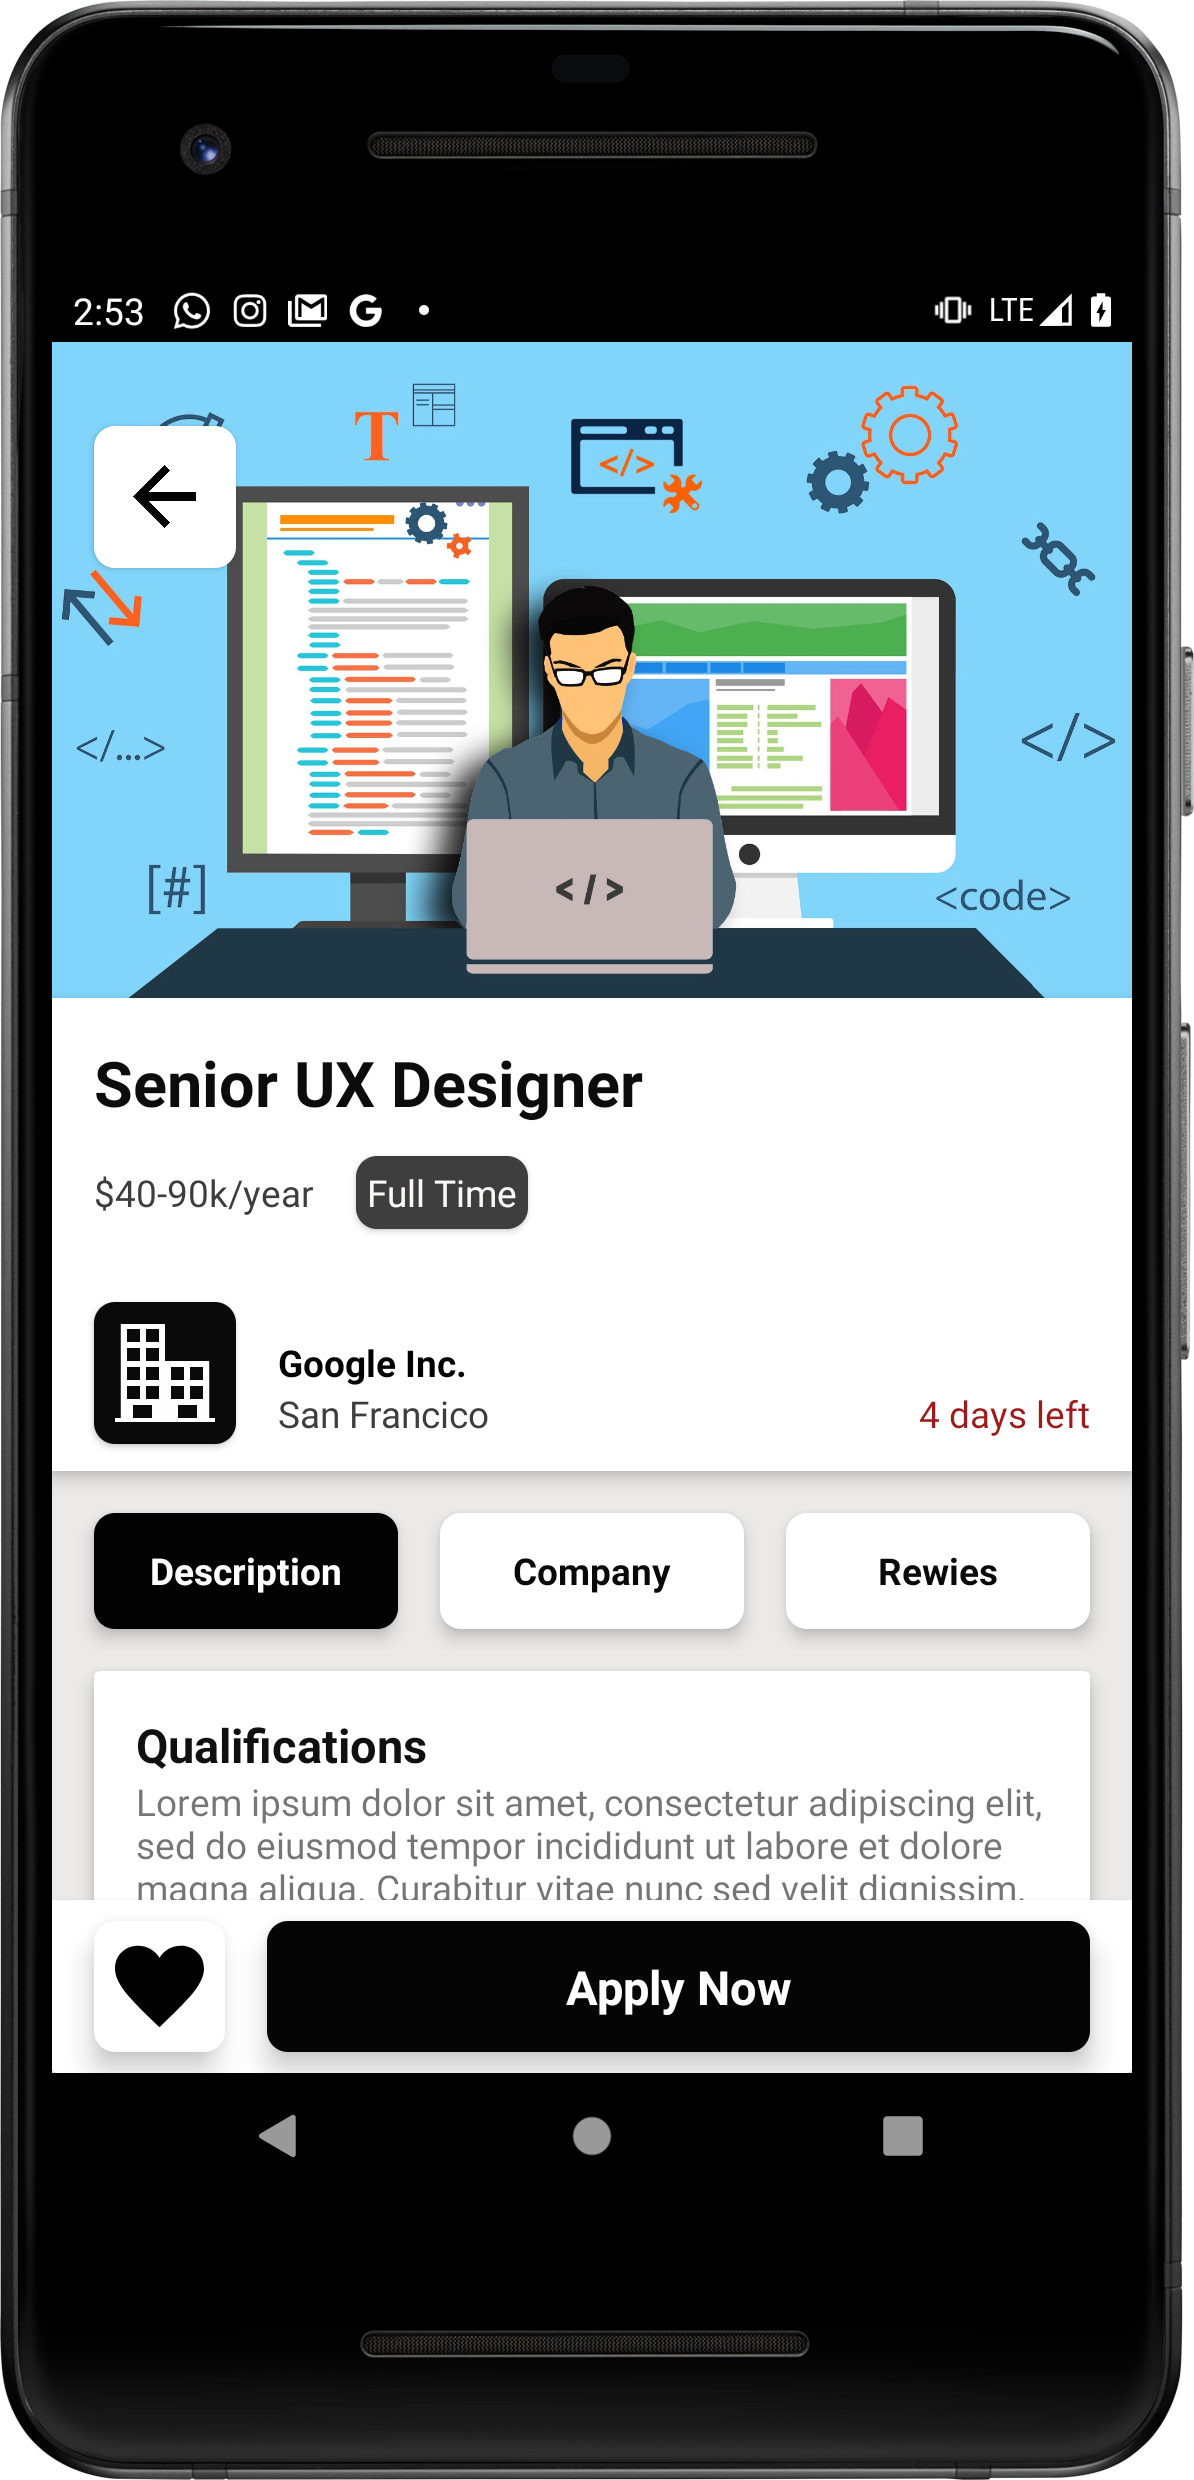 2:53
LTE
T
</>
</...>
</>
[#]
</>
<code>
Senior UX Designer
$40-90k/year Full Time
Google Inc.
San Francico
4 days left
Description Company Rewies
Qualifications
Lorem ipsum dolor sit amet, consectetur adipiscing elit,
sed do eiusmod tempor incididunt ut labore et dolore
magna aliqua. Curabitur vitae nunc sed velit dignissim.
Apply Now